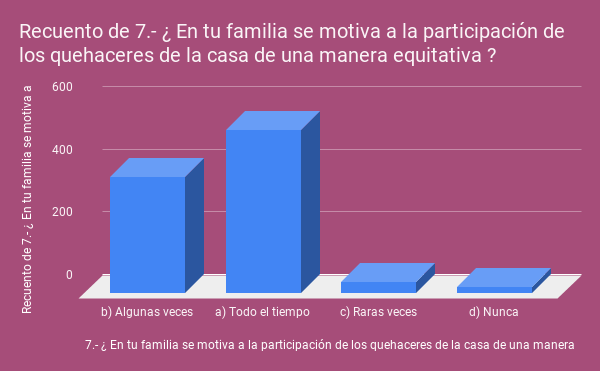 Recuento de 7.- ¿ En tu familia se motiva a la participación de
los quehaceres de la casa de una manera equitativa ?
Recuento de 7.- ¿ En tu familia se motiva a
600
400
200
0
b) Algunas veces
a) Todo el tiempo
c) Raras veces
d) Nunca
7.- ¿ En tu familia se motiva a la participación de los quehaceres de la casa de una manera